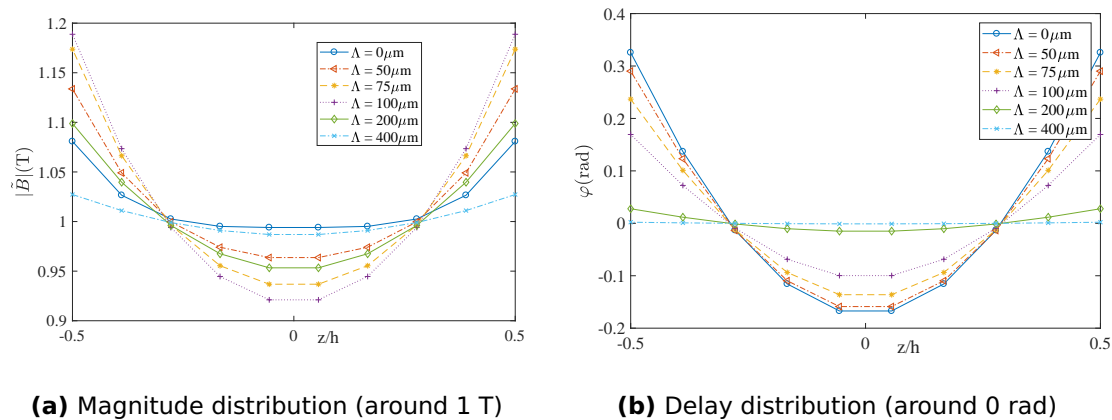 1.2
1.15
1.1
1.05
1
0.95
0.9
|B̃|(T)
-0.5
0
0.5
z/h
Λ = 0μm
Λ = 50μm
Λ = 75μm
Λ = 100μm
Λ = 200μm
Λ = 400μm
0.4
0.3
0.2
0.1
0
-0.1
-0.2
φ(rad)
-0.5
0
0.5
z/h
Λ = 0μm
Λ = 50μm
Λ = 75μm
Λ = 100μm
Λ = 200μm
Λ = 400μm
(a) Magnitude distribution (around 1 T)
(b) Delay distribution (around 0 rad)